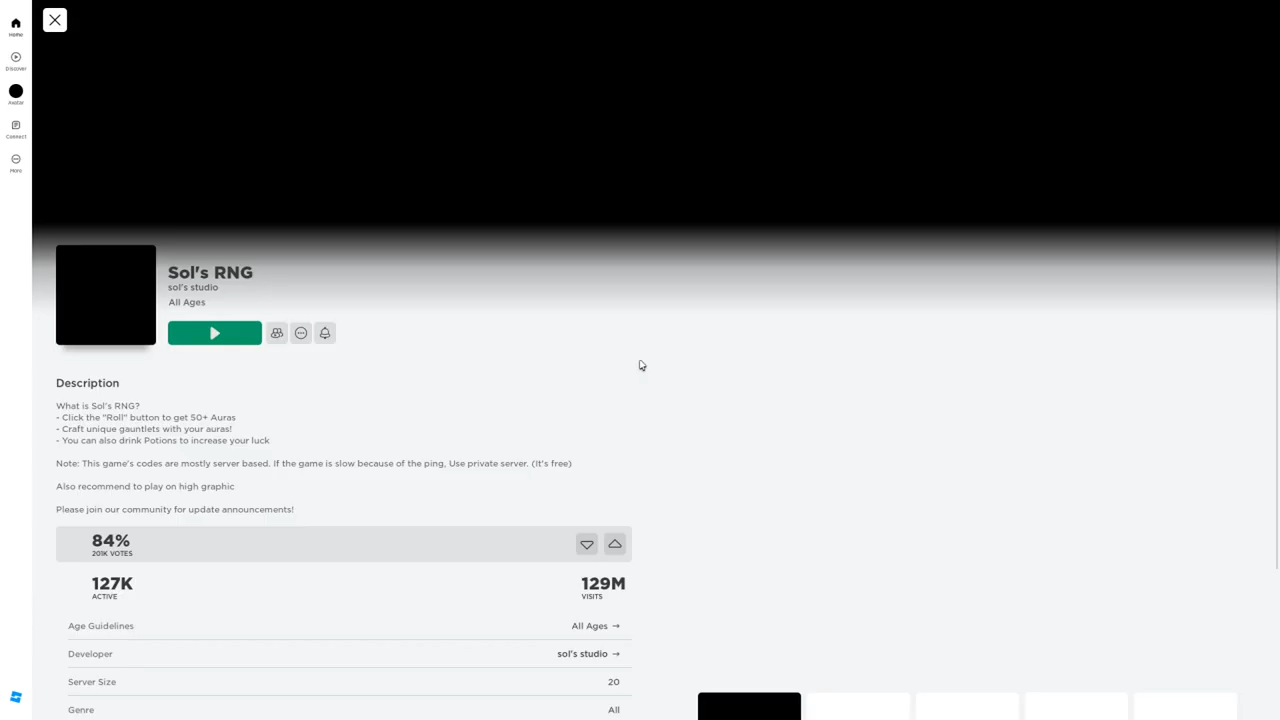 Home
Discover
Avatar
Connect
More
Sol's RNG
sol's studio
All Ages
Description
What is Sol's RNG?
- Click the "Roll" button to get 50+ Auras
- Craft unique gauntlets with your auras!
- You can also drink Potions to increase your luck
Note: This game's codes are mostly server based. If the game is slow because of the ping, Use private server. (It's free)
Also recommend to play on high graphic
Please join our community for update announcements!
84%
201K VOTES
127K
ACTIVE
129M
VISITS
Age Guidelines
All Ages →
Developer
sol's studio →
Server Size
20
Genre
All